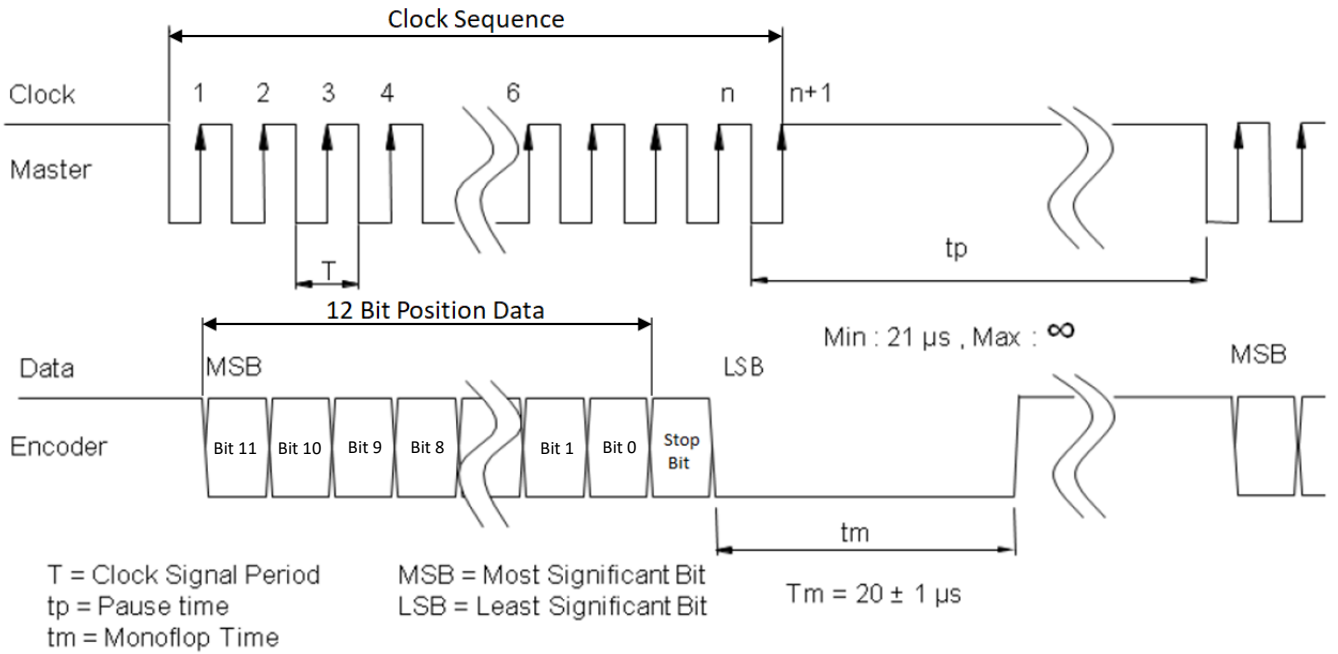 Clock Sequence
Clock 1 2 3 4 6 n n+1
Master
T
tp
12 Bit Position Data
Min : 21 µs , Max : ∞
Data MSB LSB MSB
Encoder Bit 11 Bit 10 Bit 9 Bit 8 Bit 1 Bit 0 Stop
Bit
tm
T = Clock Signal Period MSB = Most Significant Bit
tp = Pause time LSB = Least Significant Bit Tm = 20 ± 1 µs
tm = Monoflop Time